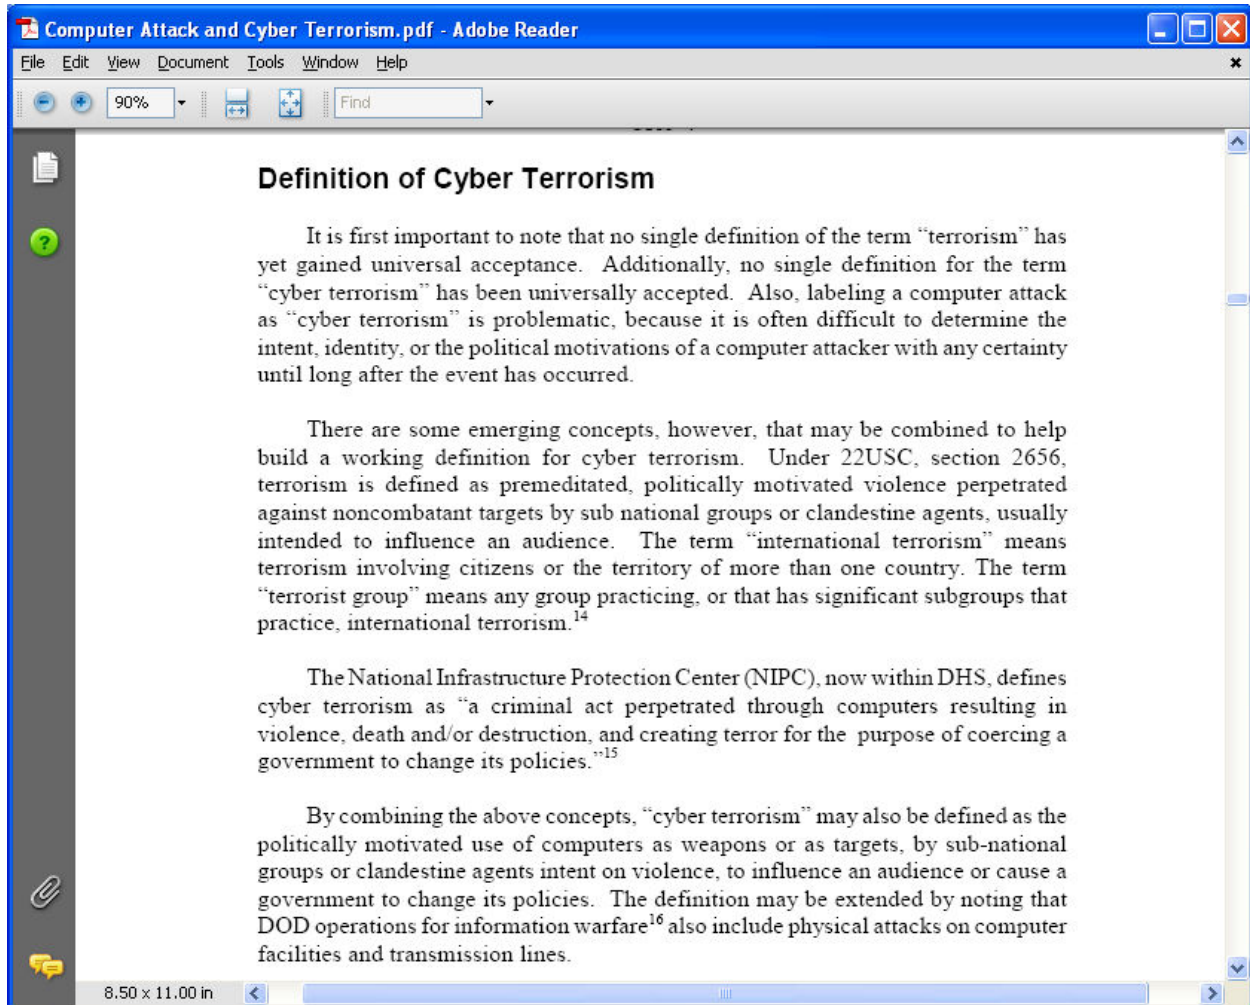 Computer Attack and Cyber Terrorism.pdf - Adobe Reader
File Edit View Document Tools Window Help
90% Find
Definition of Cyber Terrorism
It is first important to note that no single definition of the term “terrorism” has
yet gained universal acceptance. Additionally, no single definition for the term
“cyber terrorism” has been universally accepted. Also, labeling a computer attack
as “cyber terrorism” is problematic, because it is often difficult to determine the
intent, identity, or the political motivations of a computer attacker with any certainty
until long after the event has occurred.
There are some emerging concepts, however, that may be combined to help
build a working definition for cyber terrorism. Under 22USC, section 2656,
terrorism is defined as premeditated, politically motivated violence perpetrated
against noncombatant targets by sub national groups or clandestine agents, usually
intended to influence an audience. The term “international terrorism” means
terrorism involving citizens or the territory of more than one country. The term
“terrorist group” means any group practicing, or that has significant subgroups that
practice, international terrorism.14
The National Infrastructure Protection Center (NIPC), now within DHS, defines
cyber terrorism as “a criminal act perpetrated through computers resulting in
violence, death and/or destruction, and creating terror for the purpose of coercing a
government to change its policies.”15
By combining the above concepts, “cyber terrorism” may also be defined as the
politically motivated use of computers as weapons or as targets, by sub-national
groups or clandestine agents intent on violence, to influence an audience or cause a
government to change its policies. The definition may be extended by noting that
DOD operations for information warfare16 also include physical attacks on computer
facilities and transmission lines.
8.50 x 11.00 in